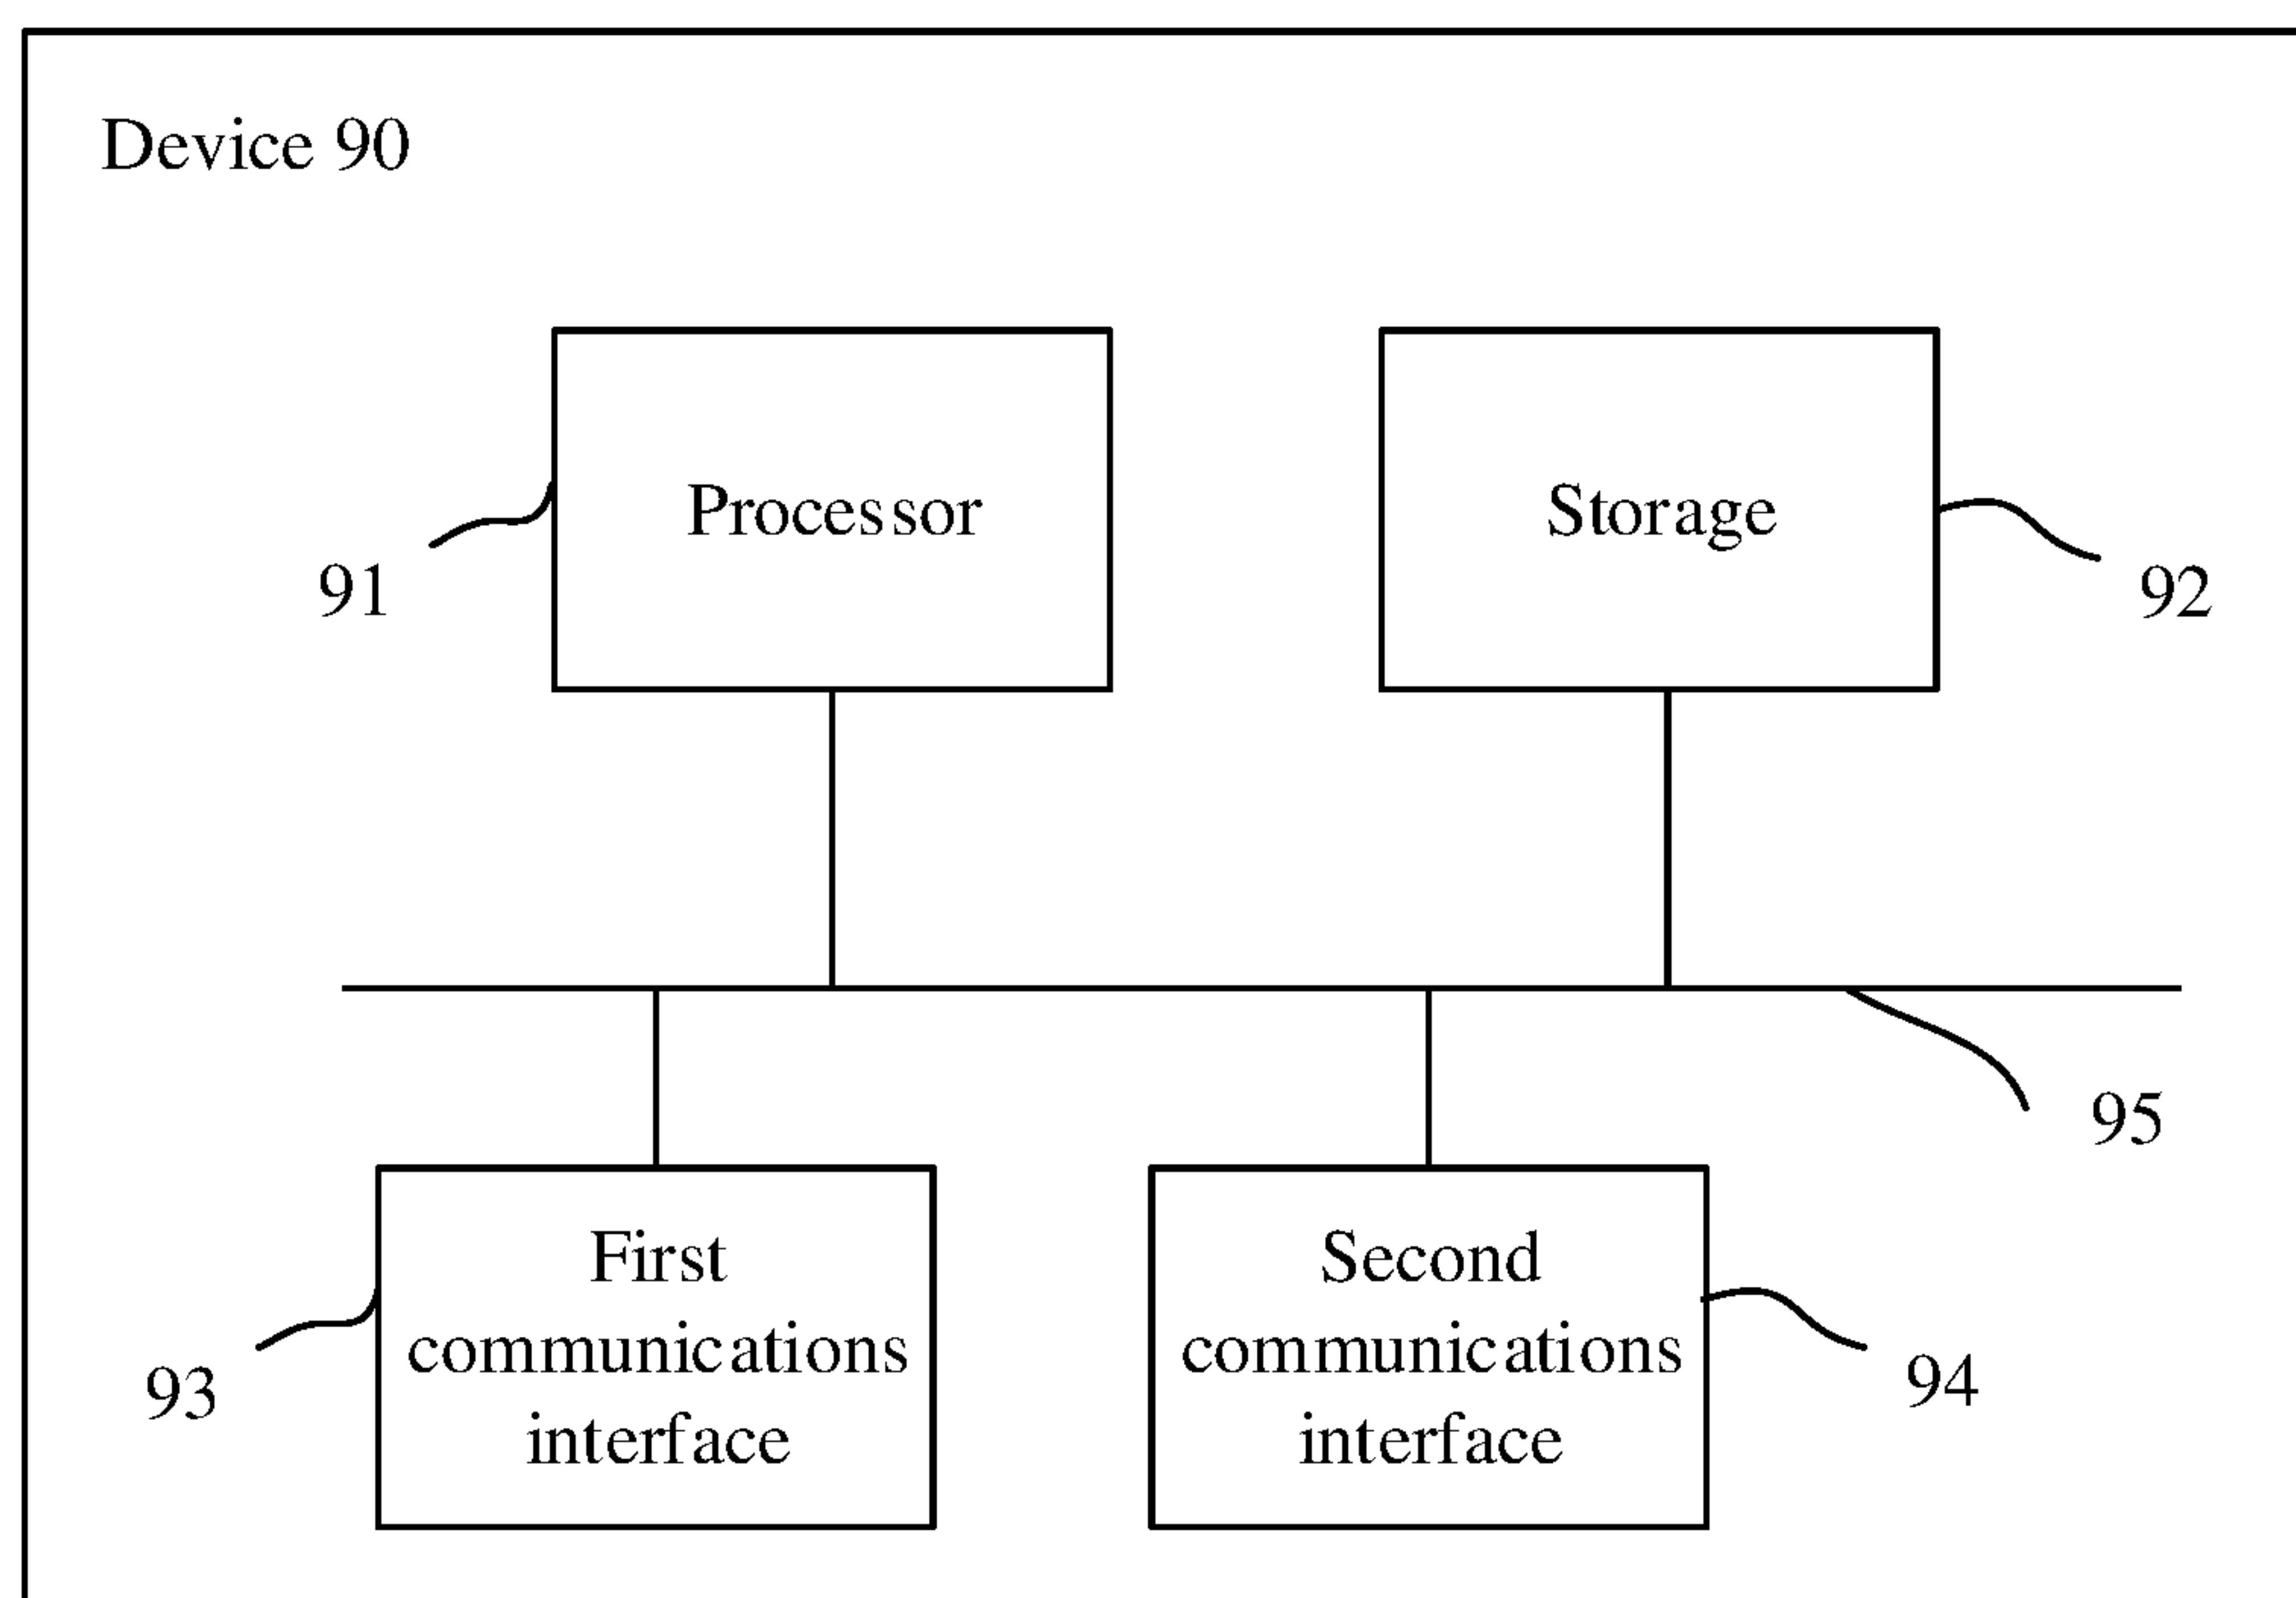 Device 90
Processor
Storage
91
92
95
First
communications
interface
Second
communications
interface
93
94